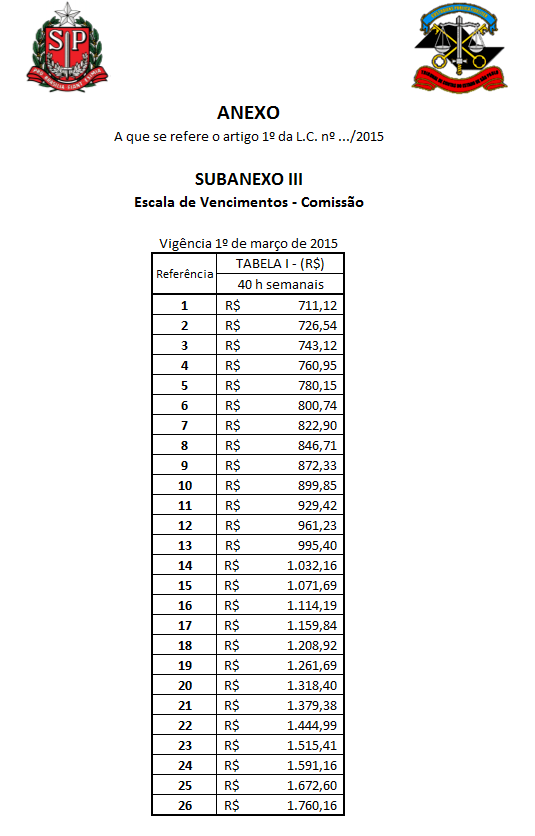 SP
PRO BRASILIA FIANT EXIMIA
ANEXO
A que se refere o artigo 1º da L.C. nº .../2015
SUBANEXO III
Escala de Vencimentos - Comissão
Vigência 1º de março de 2015
Referência TABELA I - (R$)
40 h semanais
1 R$ 711,12
2 R$ 726,54
3 R$ 743,12
4 R$ 760,95
5 R$ 780,15
6 R$ 800,74
7 R$ 822,90
8 R$ 846,71
9 R$ 872,33
10 R$ 899,85
11 R$ 929,42
12 R$ 961,23
13 R$ 995,40
14 R$ 1.032,16
15 R$ 1.071,69
16 R$ 1.114,19
17 R$ 1.159,84
18 R$ 1.208,92
19 R$ 1.261,69
20 R$ 1.318,40
21 R$ 1.379,38
22 R$ 1.444,99
23 R$ 1.515,41
24 R$ 1.591,16
25 R$ 1.672,60
26 R$ 1.760,16